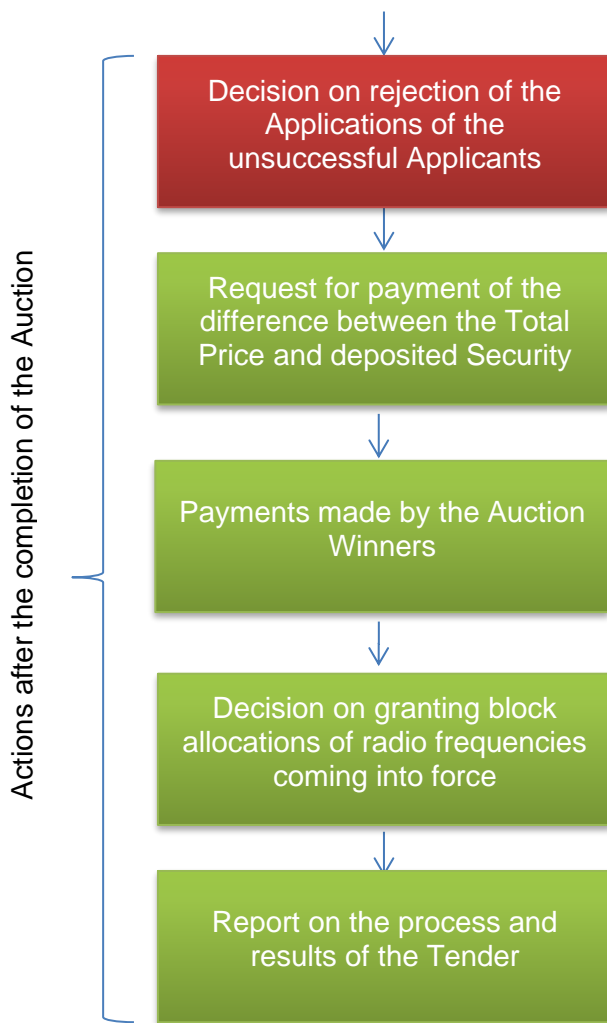 Actions after the completion of the Auction
Decision on rejection of the
Applications of the
unsuccessful Applicants
Request for payment of the
difference between the Total
Price and deposited Security
Payments made by the Auction
Winners
Decision on granting block
allocations of radio frequencies
coming into force
Report on the process and
results of the Tender